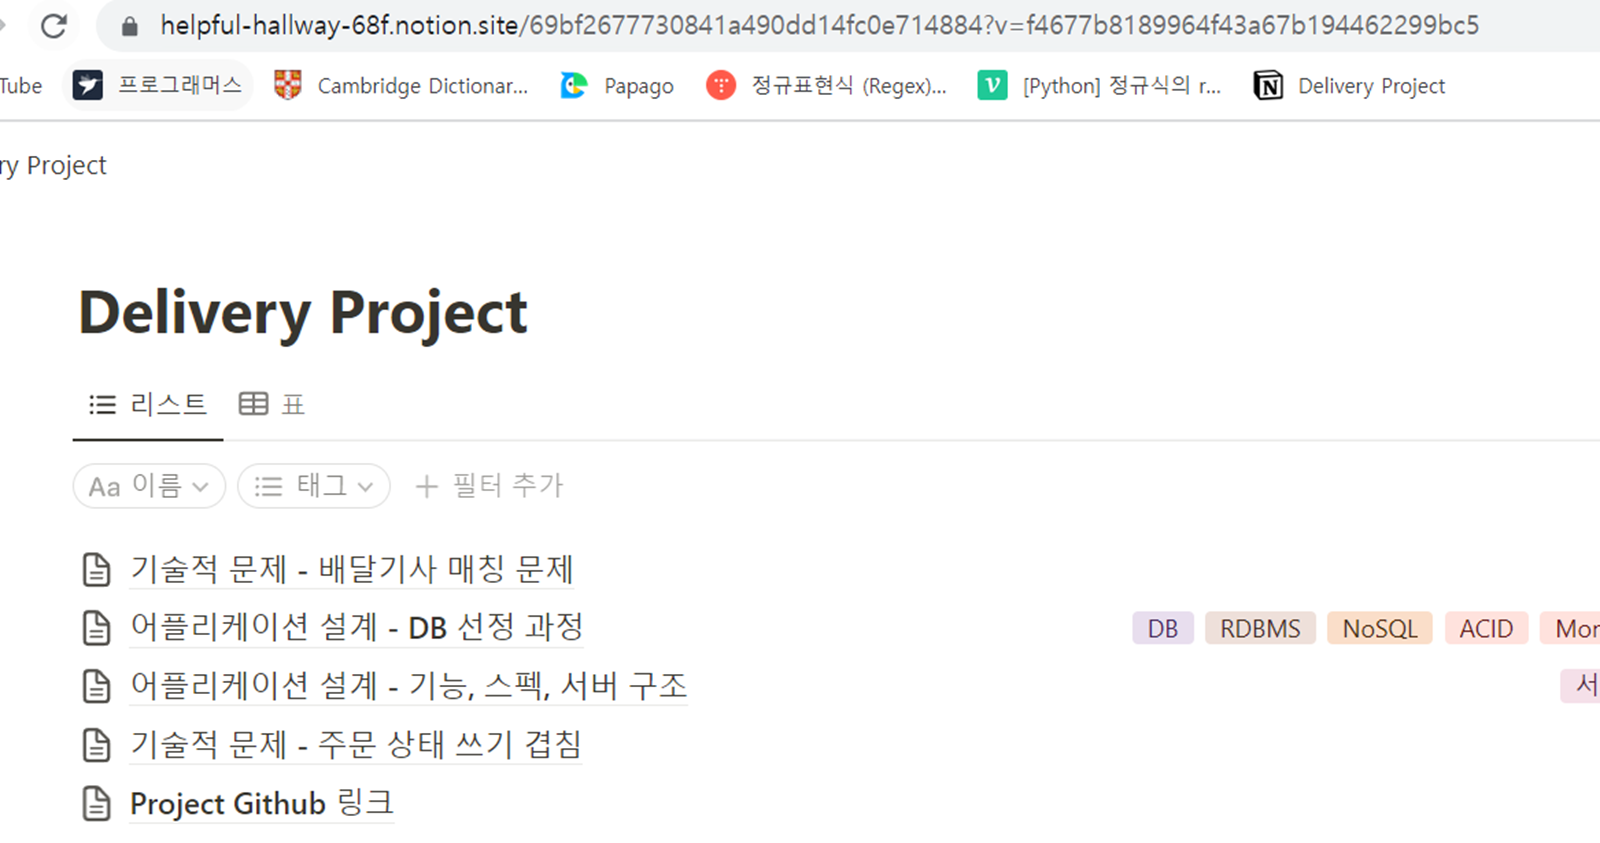 helpful-hallway-68f.notion.site/69bf2677730841a490dd14fc0e714884?v=f4677b8189964f43a67b194462299bc5
Tube 프로그래머스 Cambridge Dictionar... Papago 정규표현식 (Regex)... [Python] 정규식의 r... Delivery Project
ry Project
Delivery Project
리스트 표
Aa 이름 태그 + 필터 추가
기술적 문제 - 배달기사 매칭 문제
어플리케이션 설계 - DB 선정 과정 DB RDBMS NoSQL ACID Mor
어플리케이션 설계 - 기능, 스펙, 서버 구조 서
기술적 문제 - 주문 상태 쓰기 겹침
Project Github 링크